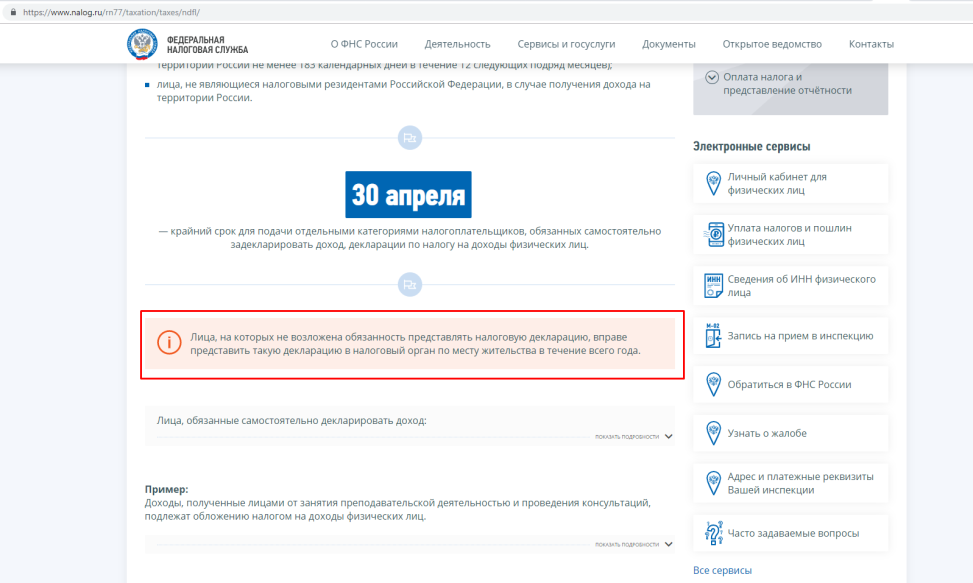 https://www.nalog.ru/rn77/taxation/taxes/ndfl/
ФЕДЕРАЛЬНАЯ
НАЛОГОВАЯ СЛУЖБА
О ФНС России
Деятельность
Сервисы и госуслуги
Документы
Открытое ведомство
Контакты
территории России не менее 183 календарных дней в течение 12 следующих подряд месяцев);
лица, не являющиеся налоговыми резидентами Российской Федерации, в случае получения дохода на
территории России.
30 апреля
— крайний срок для подачи отдельными категориями налогоплательщиков, обязанных самостоятельно
задекларировать доход, декларации по налогу на доходы физических лиц.
Лица, на которых не возложена обязанность представлять налоговую декларацию, вправе
представить такую декларацию в налоговый орган по месту жительства в течение всего года.
Лица, обязанные самостоятельно декларировать доход:
ПОКАЗАТЬ ПОДРОБНОСТИ
Пример:
Доходы, полученные лицами от занятия преподавательской деятельностью и проведения консультаций,
подлежат обложению налогом на доходы физических лиц.
ПОКАЗАТЬ ПОДРОБНОСТИ
Оплата налога и
представление отчётности
Электронные сервисы
Личный кабинет для
физических лиц
Уплата налогов и пошлин
физических лиц
ИНН
Сведения об ИНН физического
лица
М-02
Запись на прием в инспекцию
Обратиться в ФНС России
Узнать о жалобе
Адрес и платежные реквизиты
Вашей инспекции
Часто задаваемые вопросы
Все сервисы